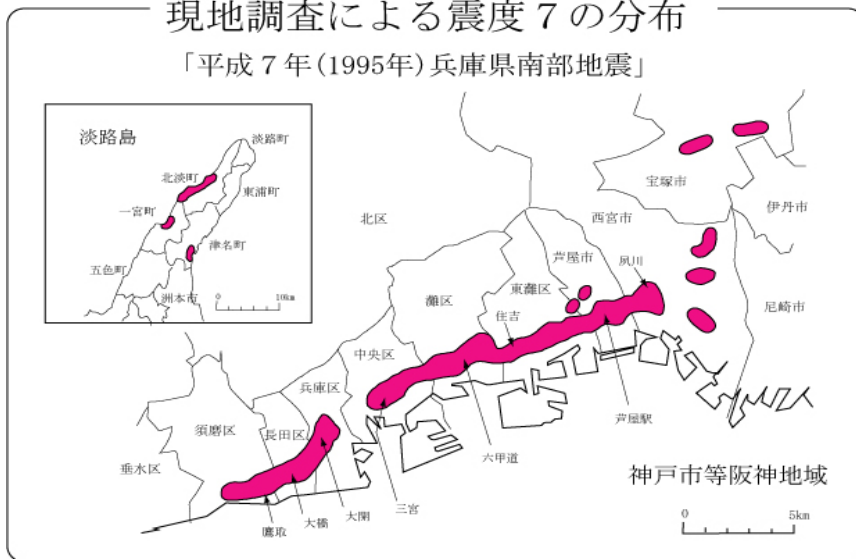 現地調査による震度７の分布
「平成７年(1995年)兵庫県南部地震」
淡路島
淡路町
北淡町
東浦町
一宮町
津名町
五色町
洲本市
0 10km
宝塚市
伊丹市
北区
西宮市
芦屋市
夙川
東灘区
灘区
住吉
尼崎市
中央区
兵庫区
須磨区
長田区
垂水区
芦屋駅
六甲道
神戸市等阪神地域
三宮
大開
大橋
鷹取
0 5km